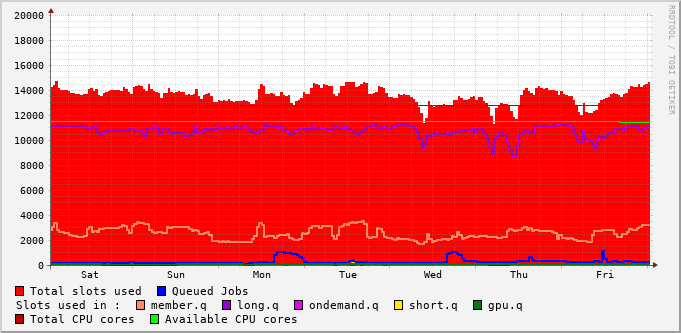 20000
18000
16000
14000
12000
10000
8000
6000
4000
2000
0
Sat Sun Mon Tue Wed Thu Fri
RRDTOOL / TOBI OETIKER
Total slots used Queued Jobs
Slots used in : member.q long.q ondemand.q short.q gpu.q
Total CPU cores Available CPU cores